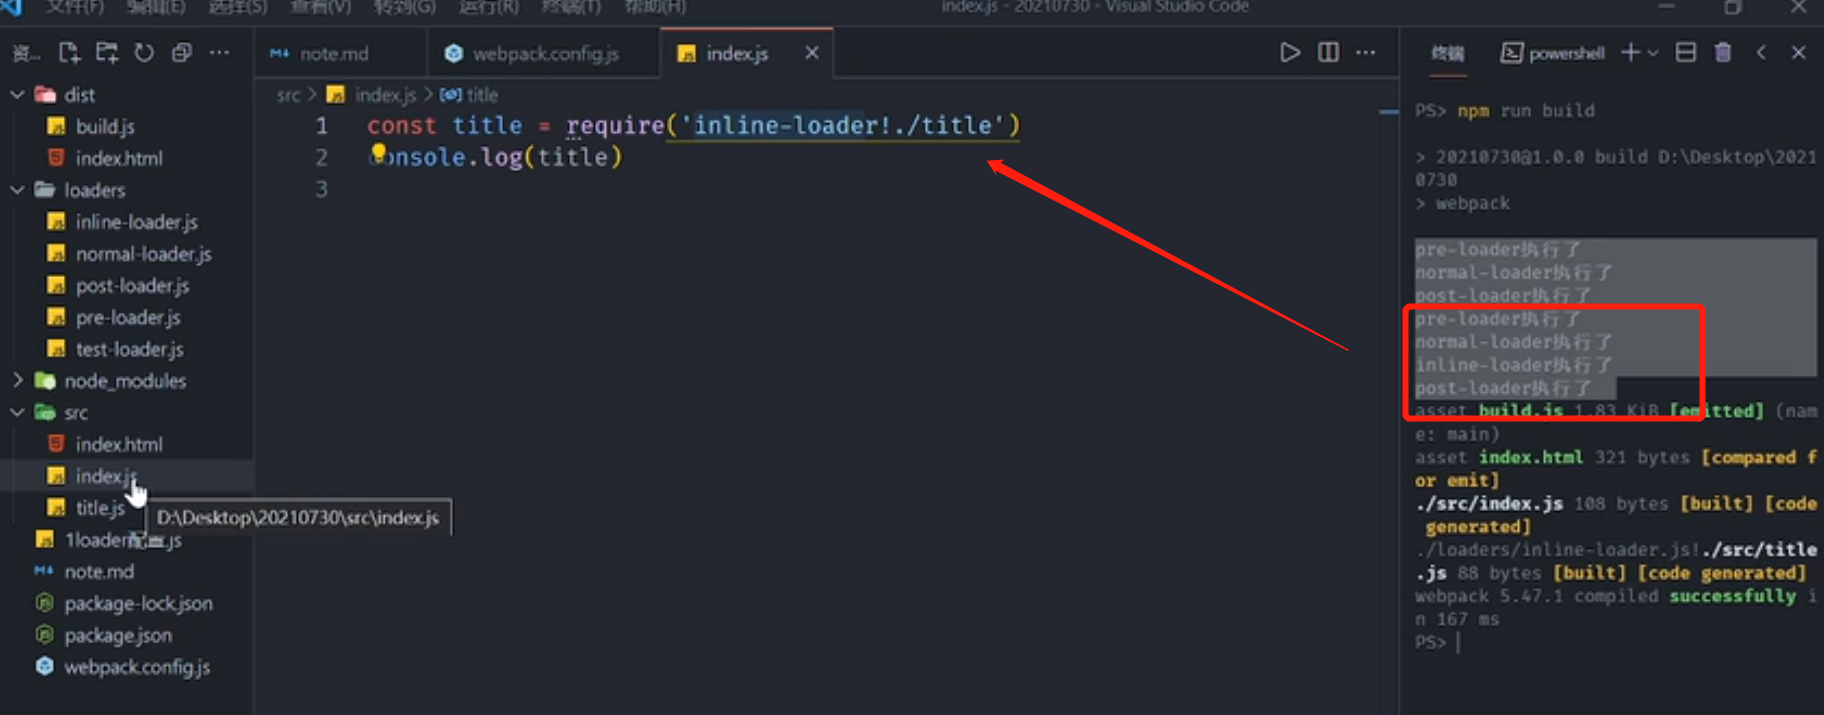 文件(F) 编辑(E) 选择(S) 查看(V) 转到(G) 运行(R) 终端(T) 帮助(H) index.js - 20210730 - Visual Studio Code
资... note.md webpack.config.js index.js
src > index.js > title
dist
build.js
index.html
loaders
inline-loader.js
normal-loader.js
post-loader.js
pre-loader.js
test-loader.js
node_modules
src
index.html
index.js
title.js
D:\Desktop\20210730\src\index.js
note.md
package-lock.json
package.json
webpack.config.js
1 const title = require('inline-loader!./title')
2 console.log(title)
3
终端 powershell
PS> npm run build
> 20210730@1.0.0 build D:\Desktop\2021
0730
> webpack
pre-loader执行了
normal-loader执行了
post-loader执行了
pre-loader执行了
normal-loader执行了
inline-loader执行了
post-loader执行了
asset build.js 1.83 KiB [emitted] (nam
e: main)
asset index.html 321 bytes [compared f
or emit]
./src/index.js 108 bytes [built] [code
generated]
./loaders/inline-loader.js!./src/title
.js 88 bytes [built] [code generated]
webpack 5.47.1 compiled successfully i
n 167 ms
PS>